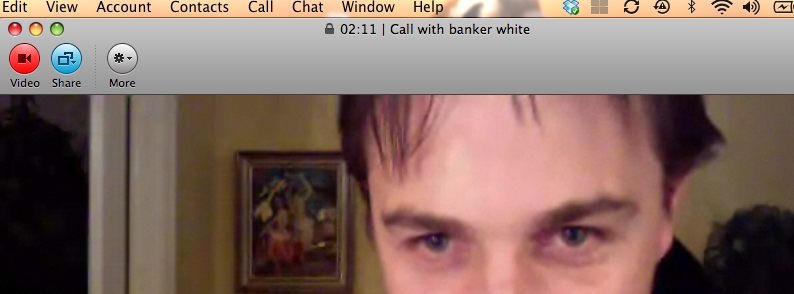 Edit View Account Contacts Call Chat Window Help
02:11 | Call with banker white
Video Share More